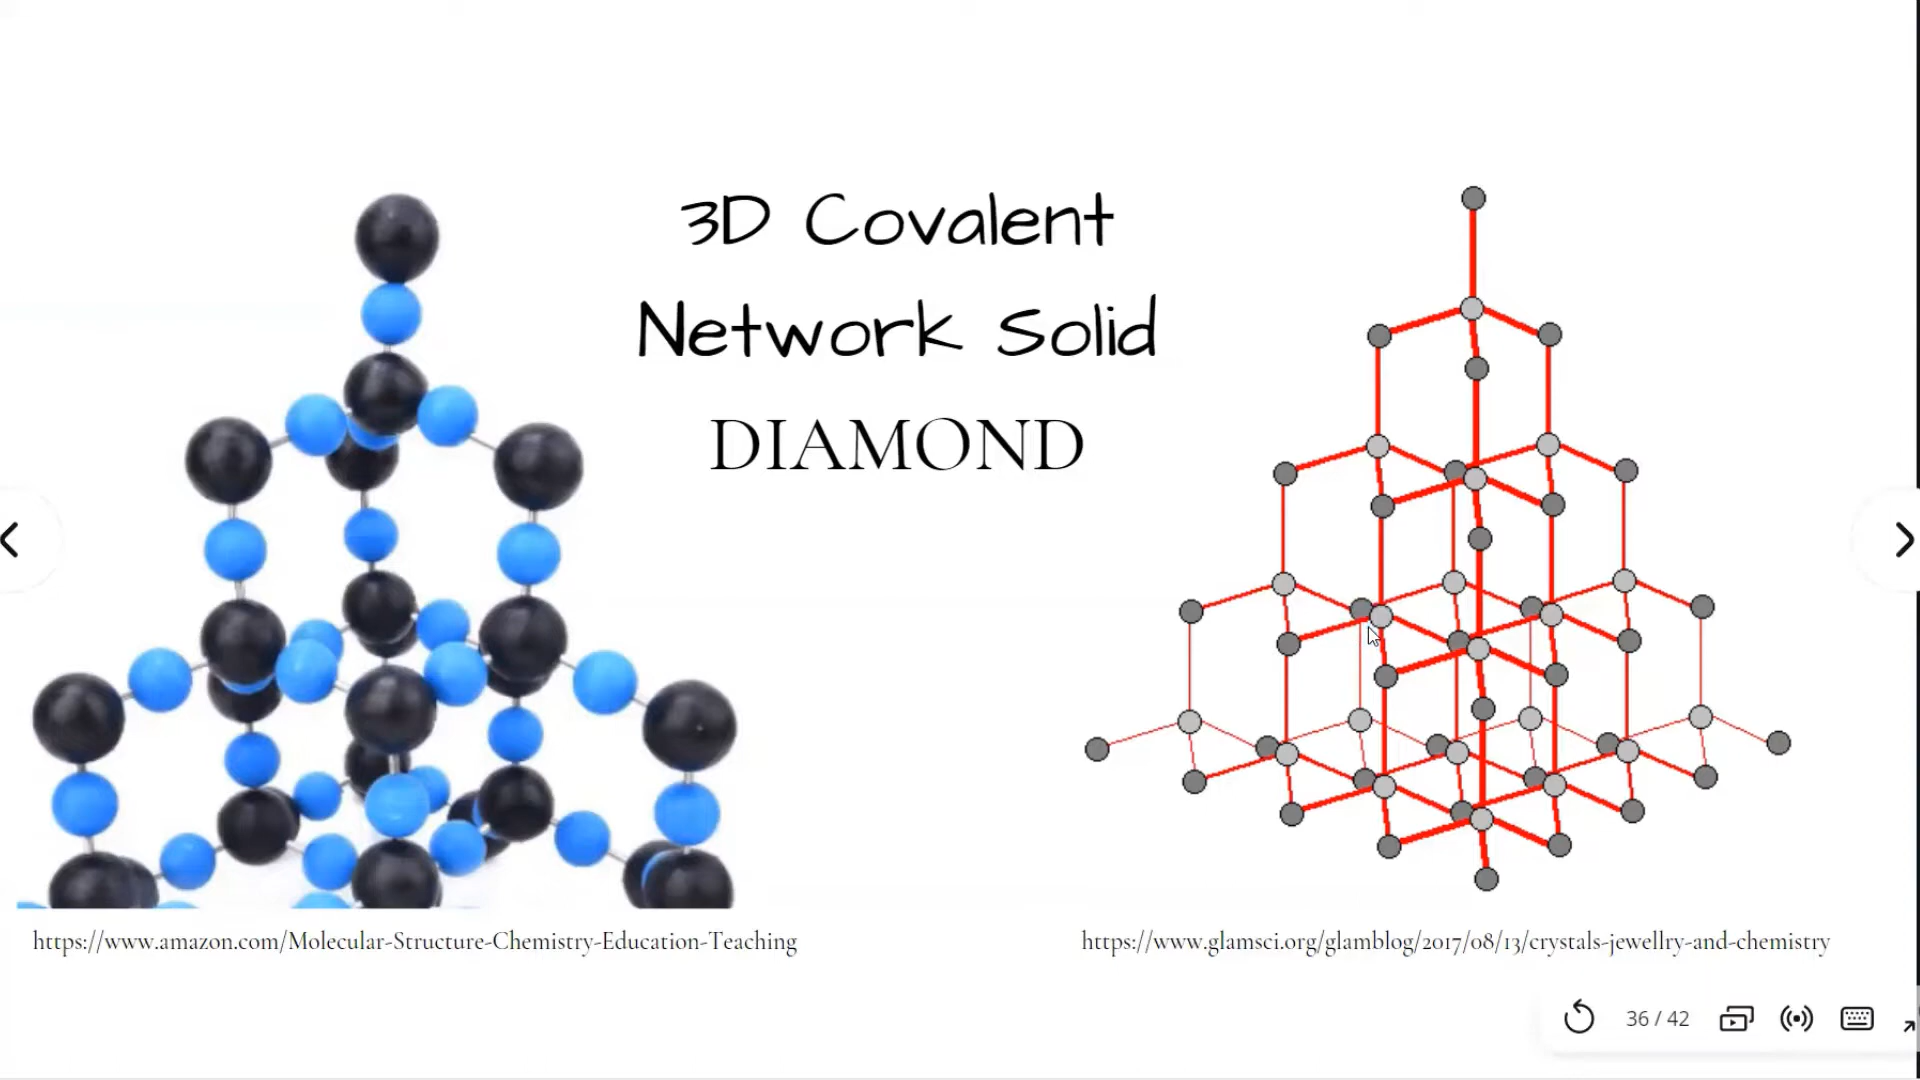 3D Covalent
Network Solid
DIAMOND
https://www.amazon.com/Molecular-Structure-Chemistry-Education-Teaching
https://www.glamsci.org/glamblog/2017/08/13/crystals-jewellry-and-chemistry
36 / 42